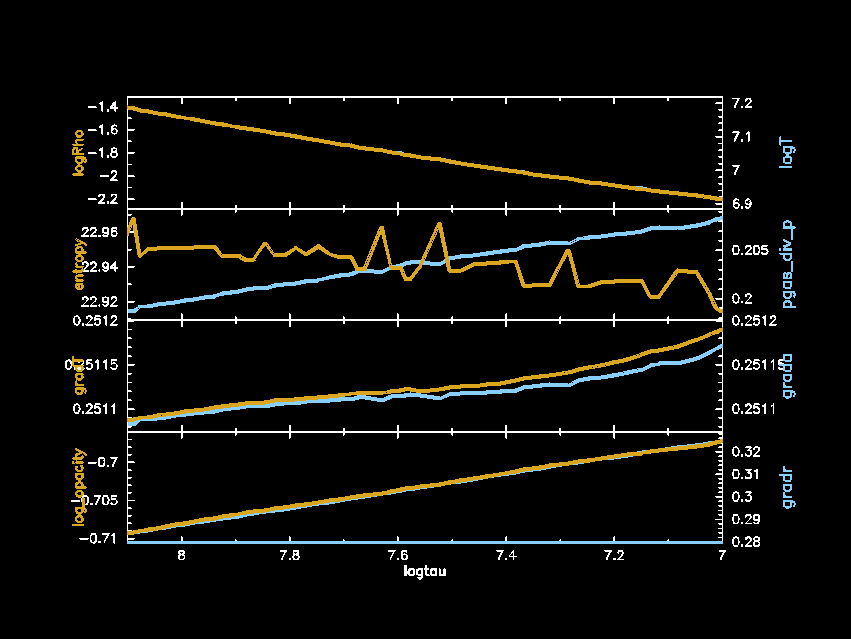 logRho
−1.4
−1.6
−1.8
−2
−2.2
7.2
7.1
7
6.9
logT
entropy
22.96
22.94
22.92
0.205
0.2
pgas_div_p
gradT
0.2512
0.25115
0.2511
0.2512
0.25115
0.2511
grada
log_opacity
−0.7
−0.705
−0.71
0.32
0.31
0.3
0.29
0.28
gradr
8 7.8 7.6 7.4 7.2 7
logtau